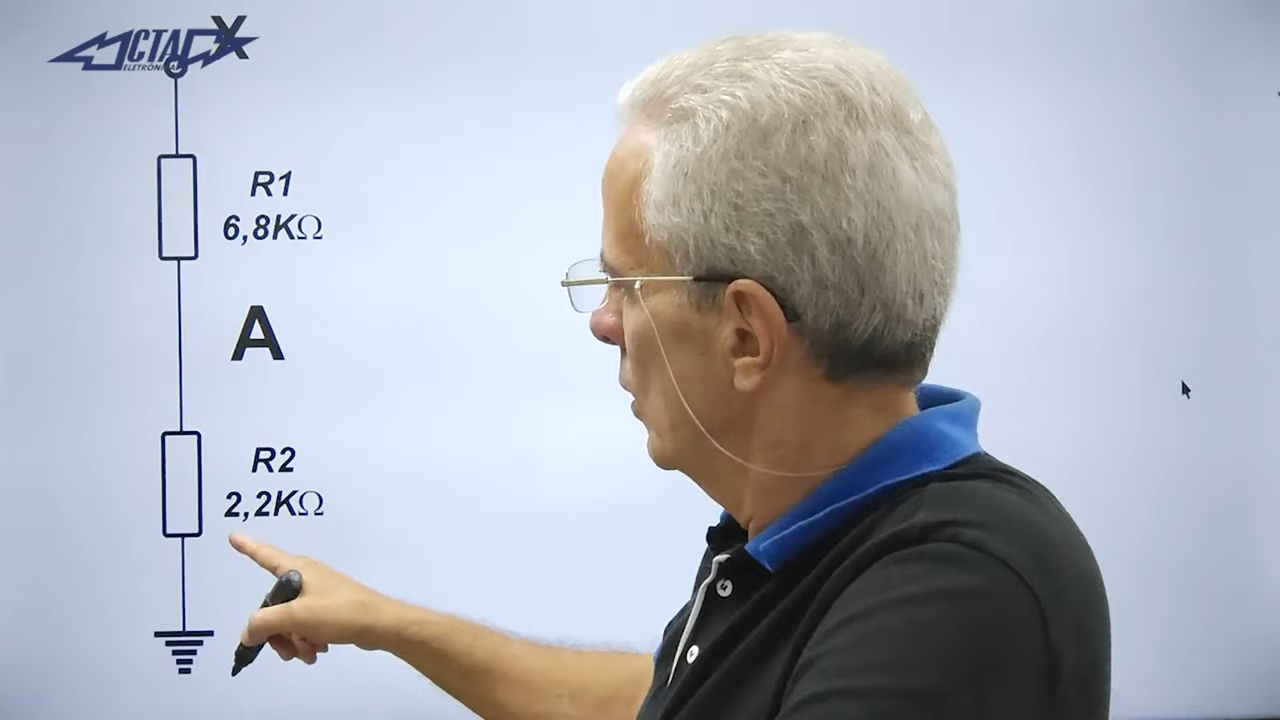 X
CTA
ELETRÔNICA
R1
6,8KΩ
A
R2
2,2KΩ